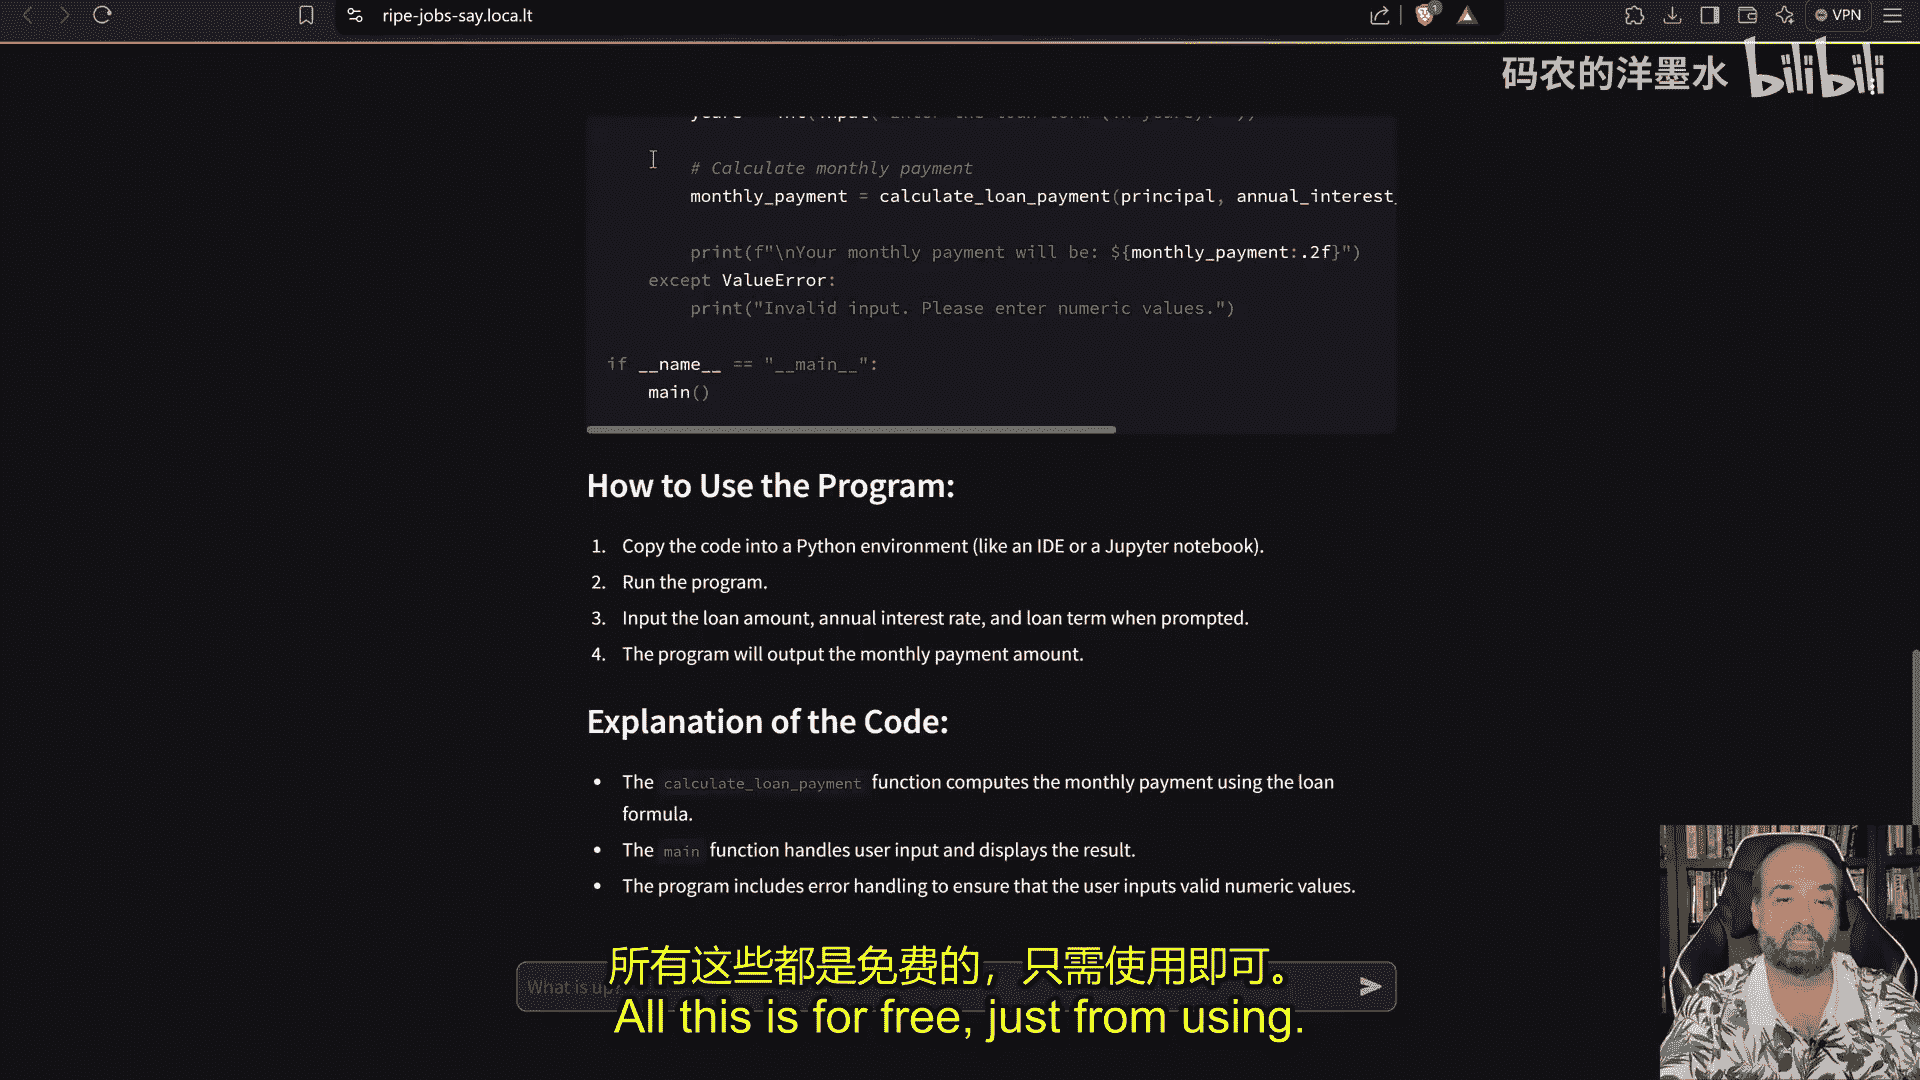 ripe-jobs-say.loca.lt
1
VPN
码农的洋墨水 bilibili
# Calculate monthly payment
monthly_payment = calculate_loan_payment(principal, annual_interest_
print(f"\nYour monthly payment will be: ${monthly_payment:.2f}")
except ValueError:
print("Invalid input. Please enter numeric values.")
if __name__ == "__main__":
main()
How to Use the Program:
1. Copy the code into a Python environment (like an IDE or a Jupyter notebook).
2. Run the program.
3. Input the loan amount, annual interest rate, and loan term when prompted.
4. The program will output the monthly payment amount.
Explanation of the Code:
• The calculate_loan_payment function computes the monthly payment using the loan
formula.
• The main function handles user input and displays the result.
• The program includes error handling to ensure that the user inputs valid numeric values.
What is up?
所有这些都是免费的，只需使用即可。
All this is for free, just from using.